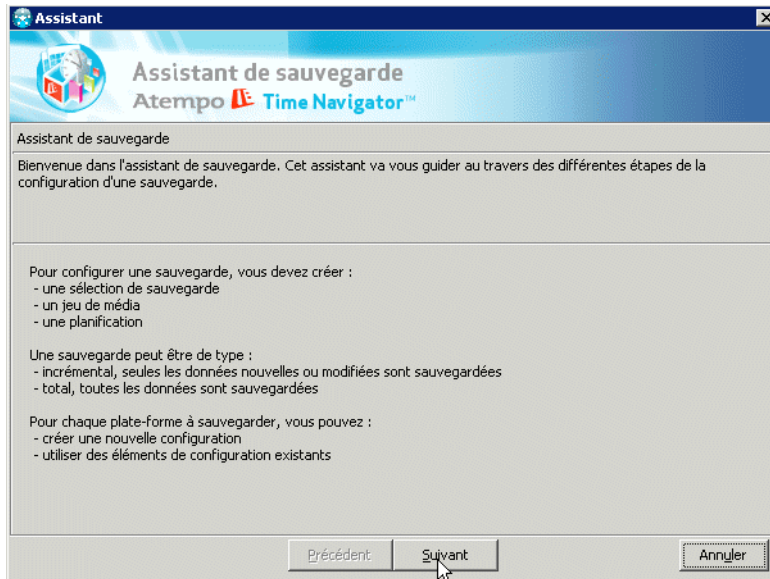 Assistant
Assistant de sauvegarde
Atempo Time Navigator™
Assistant de sauvegarde
Bienvenue dans l'assistant de sauvegarde. Cet assistant va vous guider au travers des différentes étapes de la
configuration d'une sauvegarde.
Pour configurer une sauvegarde, vous devez créer :
- une sélection de sauvegarde
- un jeu de média
- une planification
Une sauvegarde peut être de type :
- incrémental, seules les données nouvelles ou modifiées sont sauvegardées
- total, toutes les données sont sauvegardées
Pour chaque plate-forme à sauvegarder, vous pouvez :
- créer une nouvelle configuration
- utiliser des éléments de configuration existants
Précédent
Suivant
Annuler